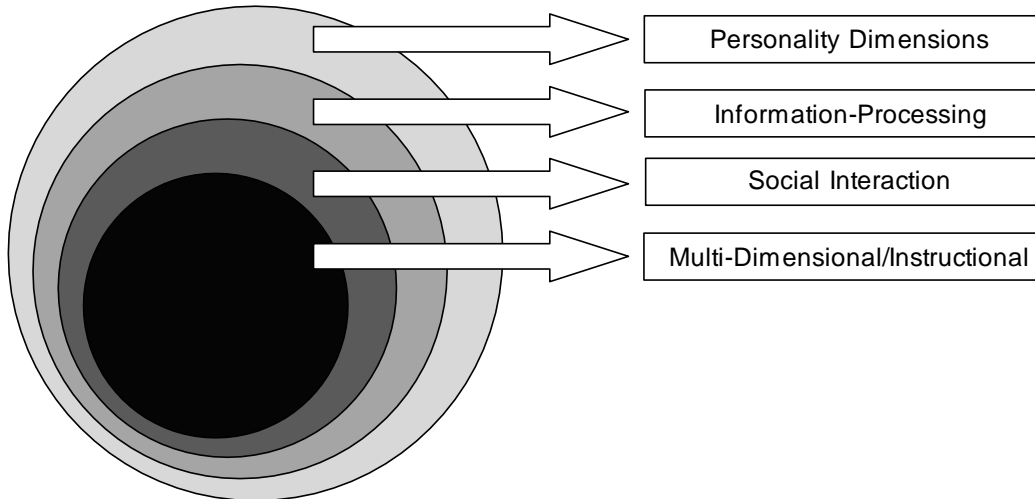 Personality Dimensions
Information-Processing
Social Interaction
Multi-Dimensional/Instructional